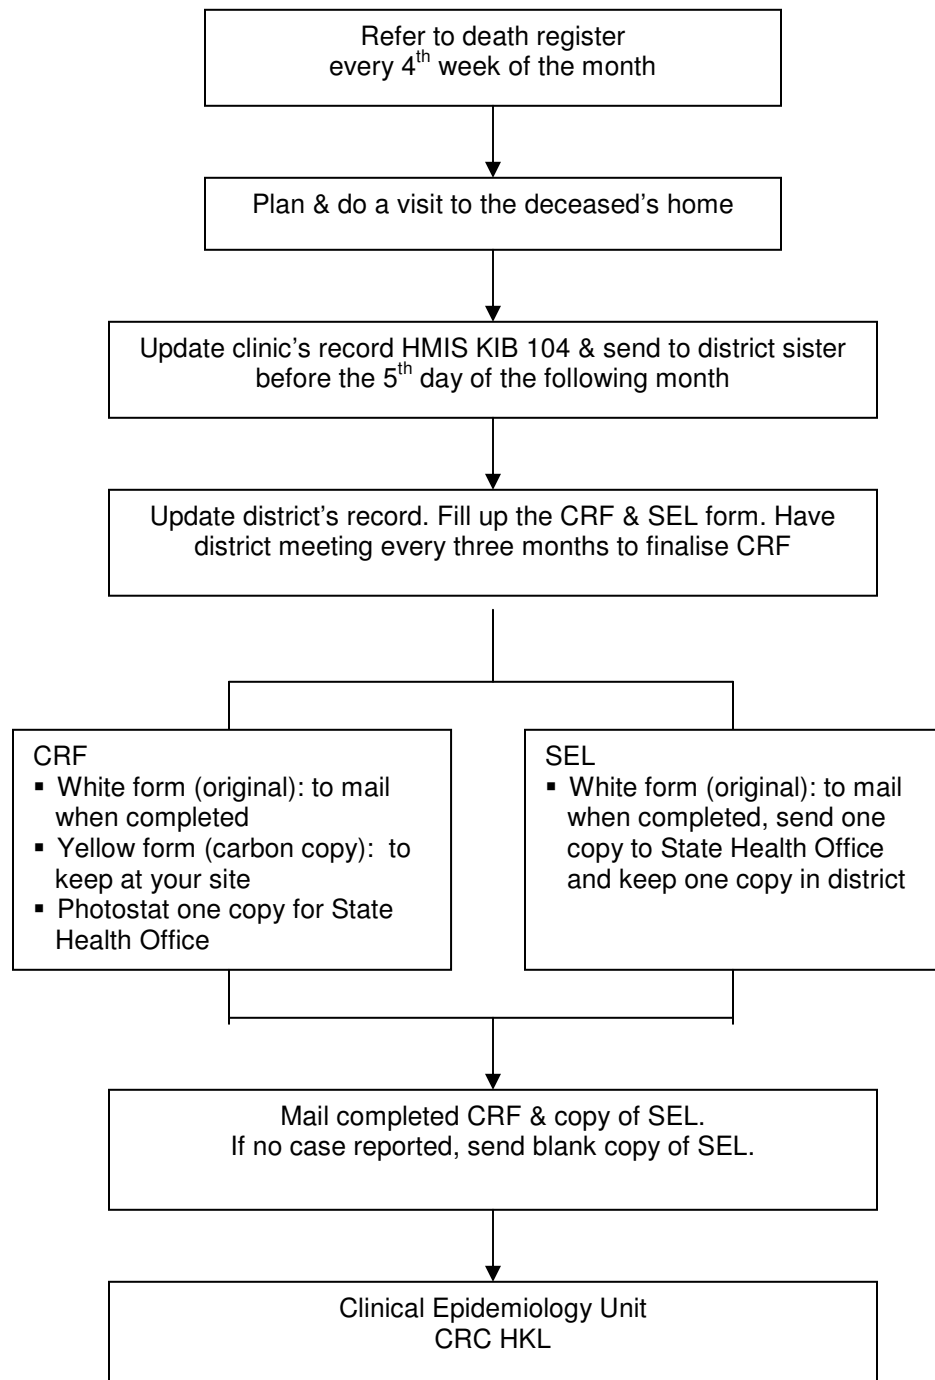 Refer to death register
every 4th week of the month
Plan & do a visit to the deceased’s home
Update clinic’s record HMIS KIB 104 & send to district sister
before the 5th day of the following month
Update district’s record. Fill up the CRF & SEL form. Have
district meeting every three months to finalise CRF
CRF
▪ White form (original): to mail
when completed
▪ Yellow form (carbon copy): to
keep at your site
▪ Photostat one copy for State
Health Office
SEL
▪ White form (original): to mail
when completed, send one
copy to State Health Office
and keep one copy in district
Mail completed CRF & copy of SEL.
If no case reported, send blank copy of SEL.
Clinical Epidemiology Unit
CRC HKL